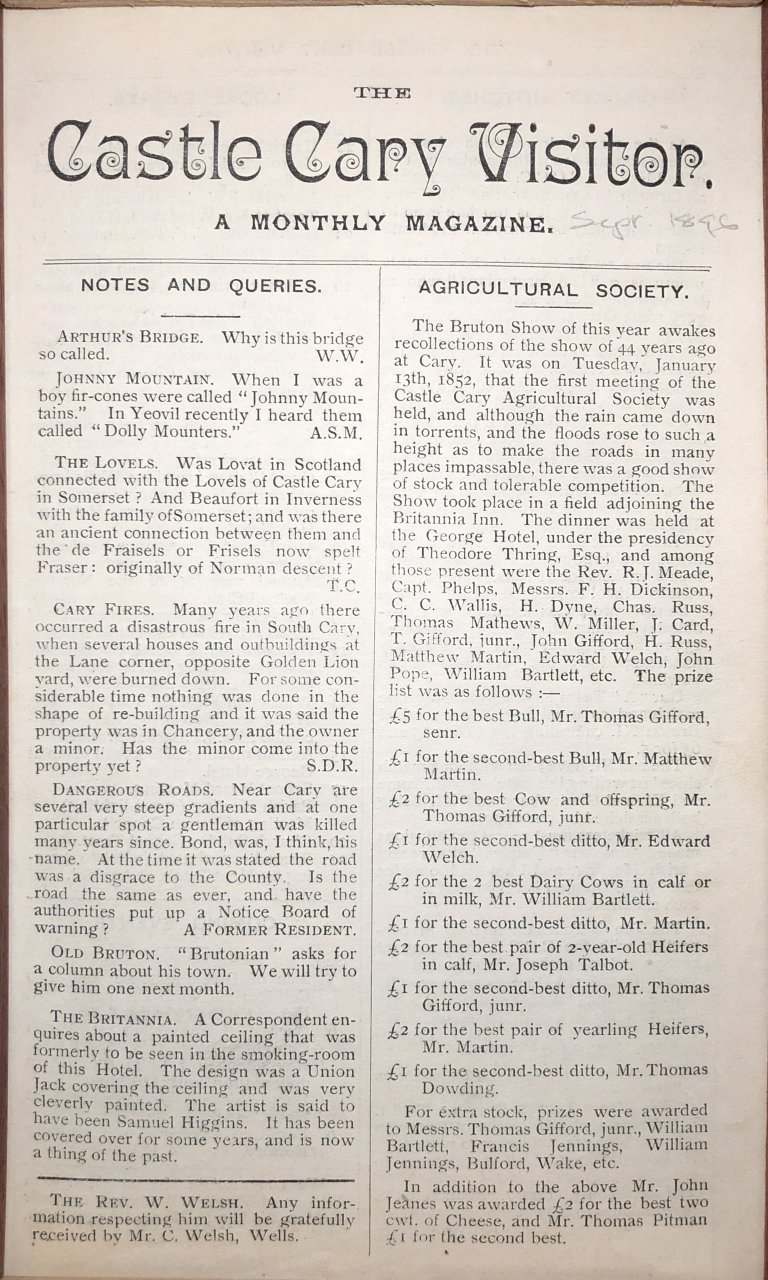 THE
Castle Cary Visitor.
A MONTHLY MAGAZINE.
Sepr. 1896
NOTES AND QUERIES.
ARTHUR'S BRIDGE. Why is this bridge
so called. W.W.
JOHNNY MOUNTAIN. When I was a
boy fir-cones were called "Johnny Moun-
tains." In Yeovil recently I heard them
called "Dolly Mounters." A.S.M.
THE LOVELS. Was Lovat in Scotland
connected with the Lovels of Castle Cary
in Somerset? And Beaufort in Inverness
with the family of Somerset; and was there
an ancient connection between them and
the de Fraisels or Frisels now spelt
Fraser: originally of Norman descent?
T.C.
CARY FIRES. Many years ago there
occurred a disastrous fire in South Cary,
when several houses and outbuildings at
the Lane corner, opposite Golden Lion
yard, were burned down. For some con-
siderable time nothing was done in the
shape of re-building and it was said the
property was in Chancery, and the owner
a minor. Has the minor come into the
property yet? S.D.R.
DANGEROUS ROADS. Near Cary are
several very steep gradients and at one
particular spot a gentleman was killed
many years since. Bond, was, I think, his
name. At the time it was stated the road
was a disgrace to the County. Is the
road the same as ever, and have the
authorities put up a Notice Board of
warning? A FORMER RESIDENT.
OLD BRUTON. "Brutonian" asks for
a column about his town. We will try to
give him one next month.
THE BRITANNIA. A Correspondent en-
quires about a painted ceiling that was
formerly to be seen in the smoking-room
of this Hotel. The design was a Union
Jack covering the ceiling and was very
cleverly painted. The artist is said to
have been Samuel Higgins. It has been
covered over for some years, and is now
a thing of the past.
THE REV. W. WELSH. Any infor-
mation respecting him will be gratefully
received by Mr. C. Welsh, Wells.
AGRICULTURAL SOCIETY.
The Bruton Show of this year awakes
recollections of the show of 44 years ago
at Cary. It was on Tuesday, January
13th, 1852, that the first meeting of the
Castle Cary Agricultural Society was
held, and although the rain came down
in torrents, and the floods rose to such a
height as to make the roads in many
places impassable, there was a good show
of stock and tolerable competition. The
Show took place in a field adjoining the
Britannia Inn. The dinner was held at
the George Hotel, under the presidency
of Theodore Thring, Esq., and among
those present were the Rev. R. J. Meade,
Capt. Phelps, Messrs. F. H. Dickinson,
C. C. Wallis, H. Dyne, Chas. Russ,
Thomas Mathews, W. Miller, J. Card,
T. Gifford, junr., John Gifford, H. Russ,
Matthew Martin, Edward Welch, John
Pope, William Bartlett, etc. The prize
list was as follows :—
£5 for the best Bull, Mr. Thomas Gifford,
senr.
£1 for the second-best Bull, Mr. Matthew
Martin.
£2 for the best Cow and offspring, Mr.
Thomas Gifford, junr.
£1 for the second-best ditto, Mr. Edward
Welch.
£2 for the 2 best Dairy Cows in calf or
in milk, Mr. William Bartlett.
£1 for the second-best ditto, Mr. Martin.
£2 for the best pair of 2-year-old Heifers
in calf, Mr. Joseph Talbot.
£1 for the second-best ditto, Mr. Thomas
Gifford, junr.
£2 for the best pair of yearling Heifers,
Mr. Martin.
£1 for the second-best ditto, Mr. Thomas
Dowding.
For extra stock, prizes were awarded
to Messrs. Thomas Gifford, junr., William
Bartlett, Francis Jennings, William
Jennings, Bulford, Wake, etc.
In addition to the above Mr. John
Jeanes was awarded £2 for the best two
cwt. of Cheese, and Mr. Thomas Pitman
£1 for the second best.